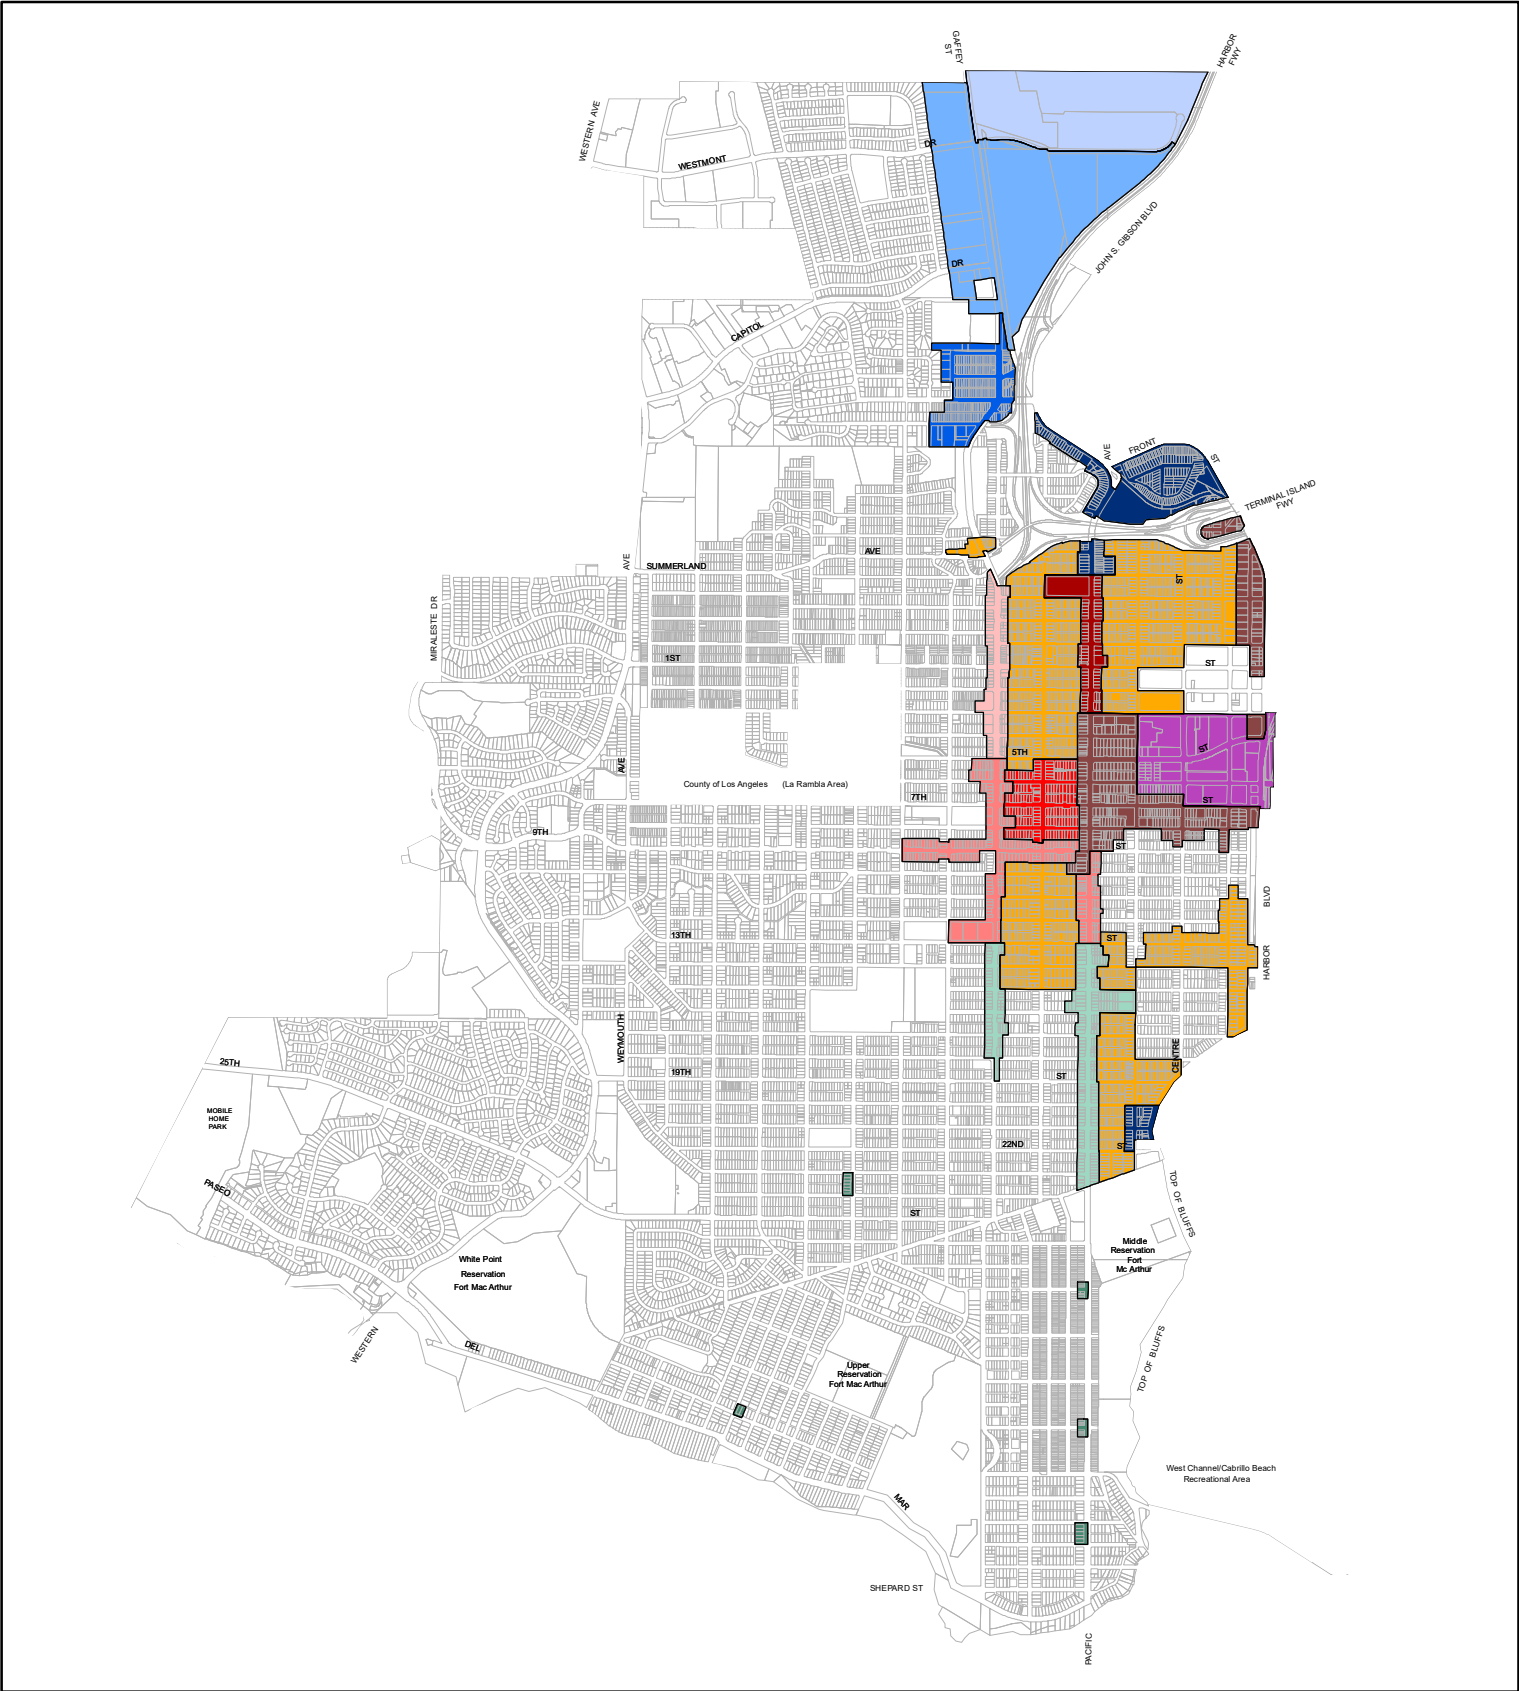 GAFFEY
ST
HARBOR
FWY
WESTERN AVE
DR
WESTMONT
JOHN S. GIBSON BLVD
DR
CAPITOL
AVE
FRONT
ST
TERMINAL ISLAND
FWY
AVE
AVE
SUMMERLAND
ST
MIRALESTE DR
1ST
ST
5TH
ST
AVE
County of Los Angeles (La Rambla Area)
7TH
ST
9TH
ST
BLVD
13TH
ST
HARBOR
WEYMOUTH
CENTRE
25TH
19TH
ST
MOBILE
HOME
PARK
22ND
ST
PASEO
TOP OF BLUFFS
ST
White Point
Reservation
Fort Mac Arthur
Middle
Reservation
Fort
Mc Arthur
WESTERN
DEL
TOP OF BLUFFS
Upper
Reservation
Fort Mac Arthur
West Channel/Cabrillo Beach
Recreational Area
MAR
SHEPARD ST
PACIFIC